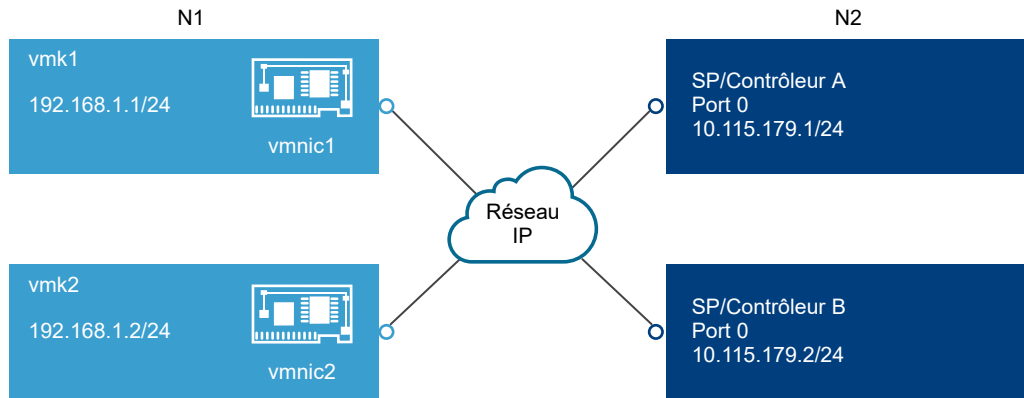 N1
N2
vmk1
192.168.1.1/24
vmnic1
SP/Contrôleur A
Port 0
10.115.179.1/24
Réseau
IP
vmk2
192.168.1.2/24
vmnic2
SP/Contrôleur B
Port 0
10.115.179.2/24